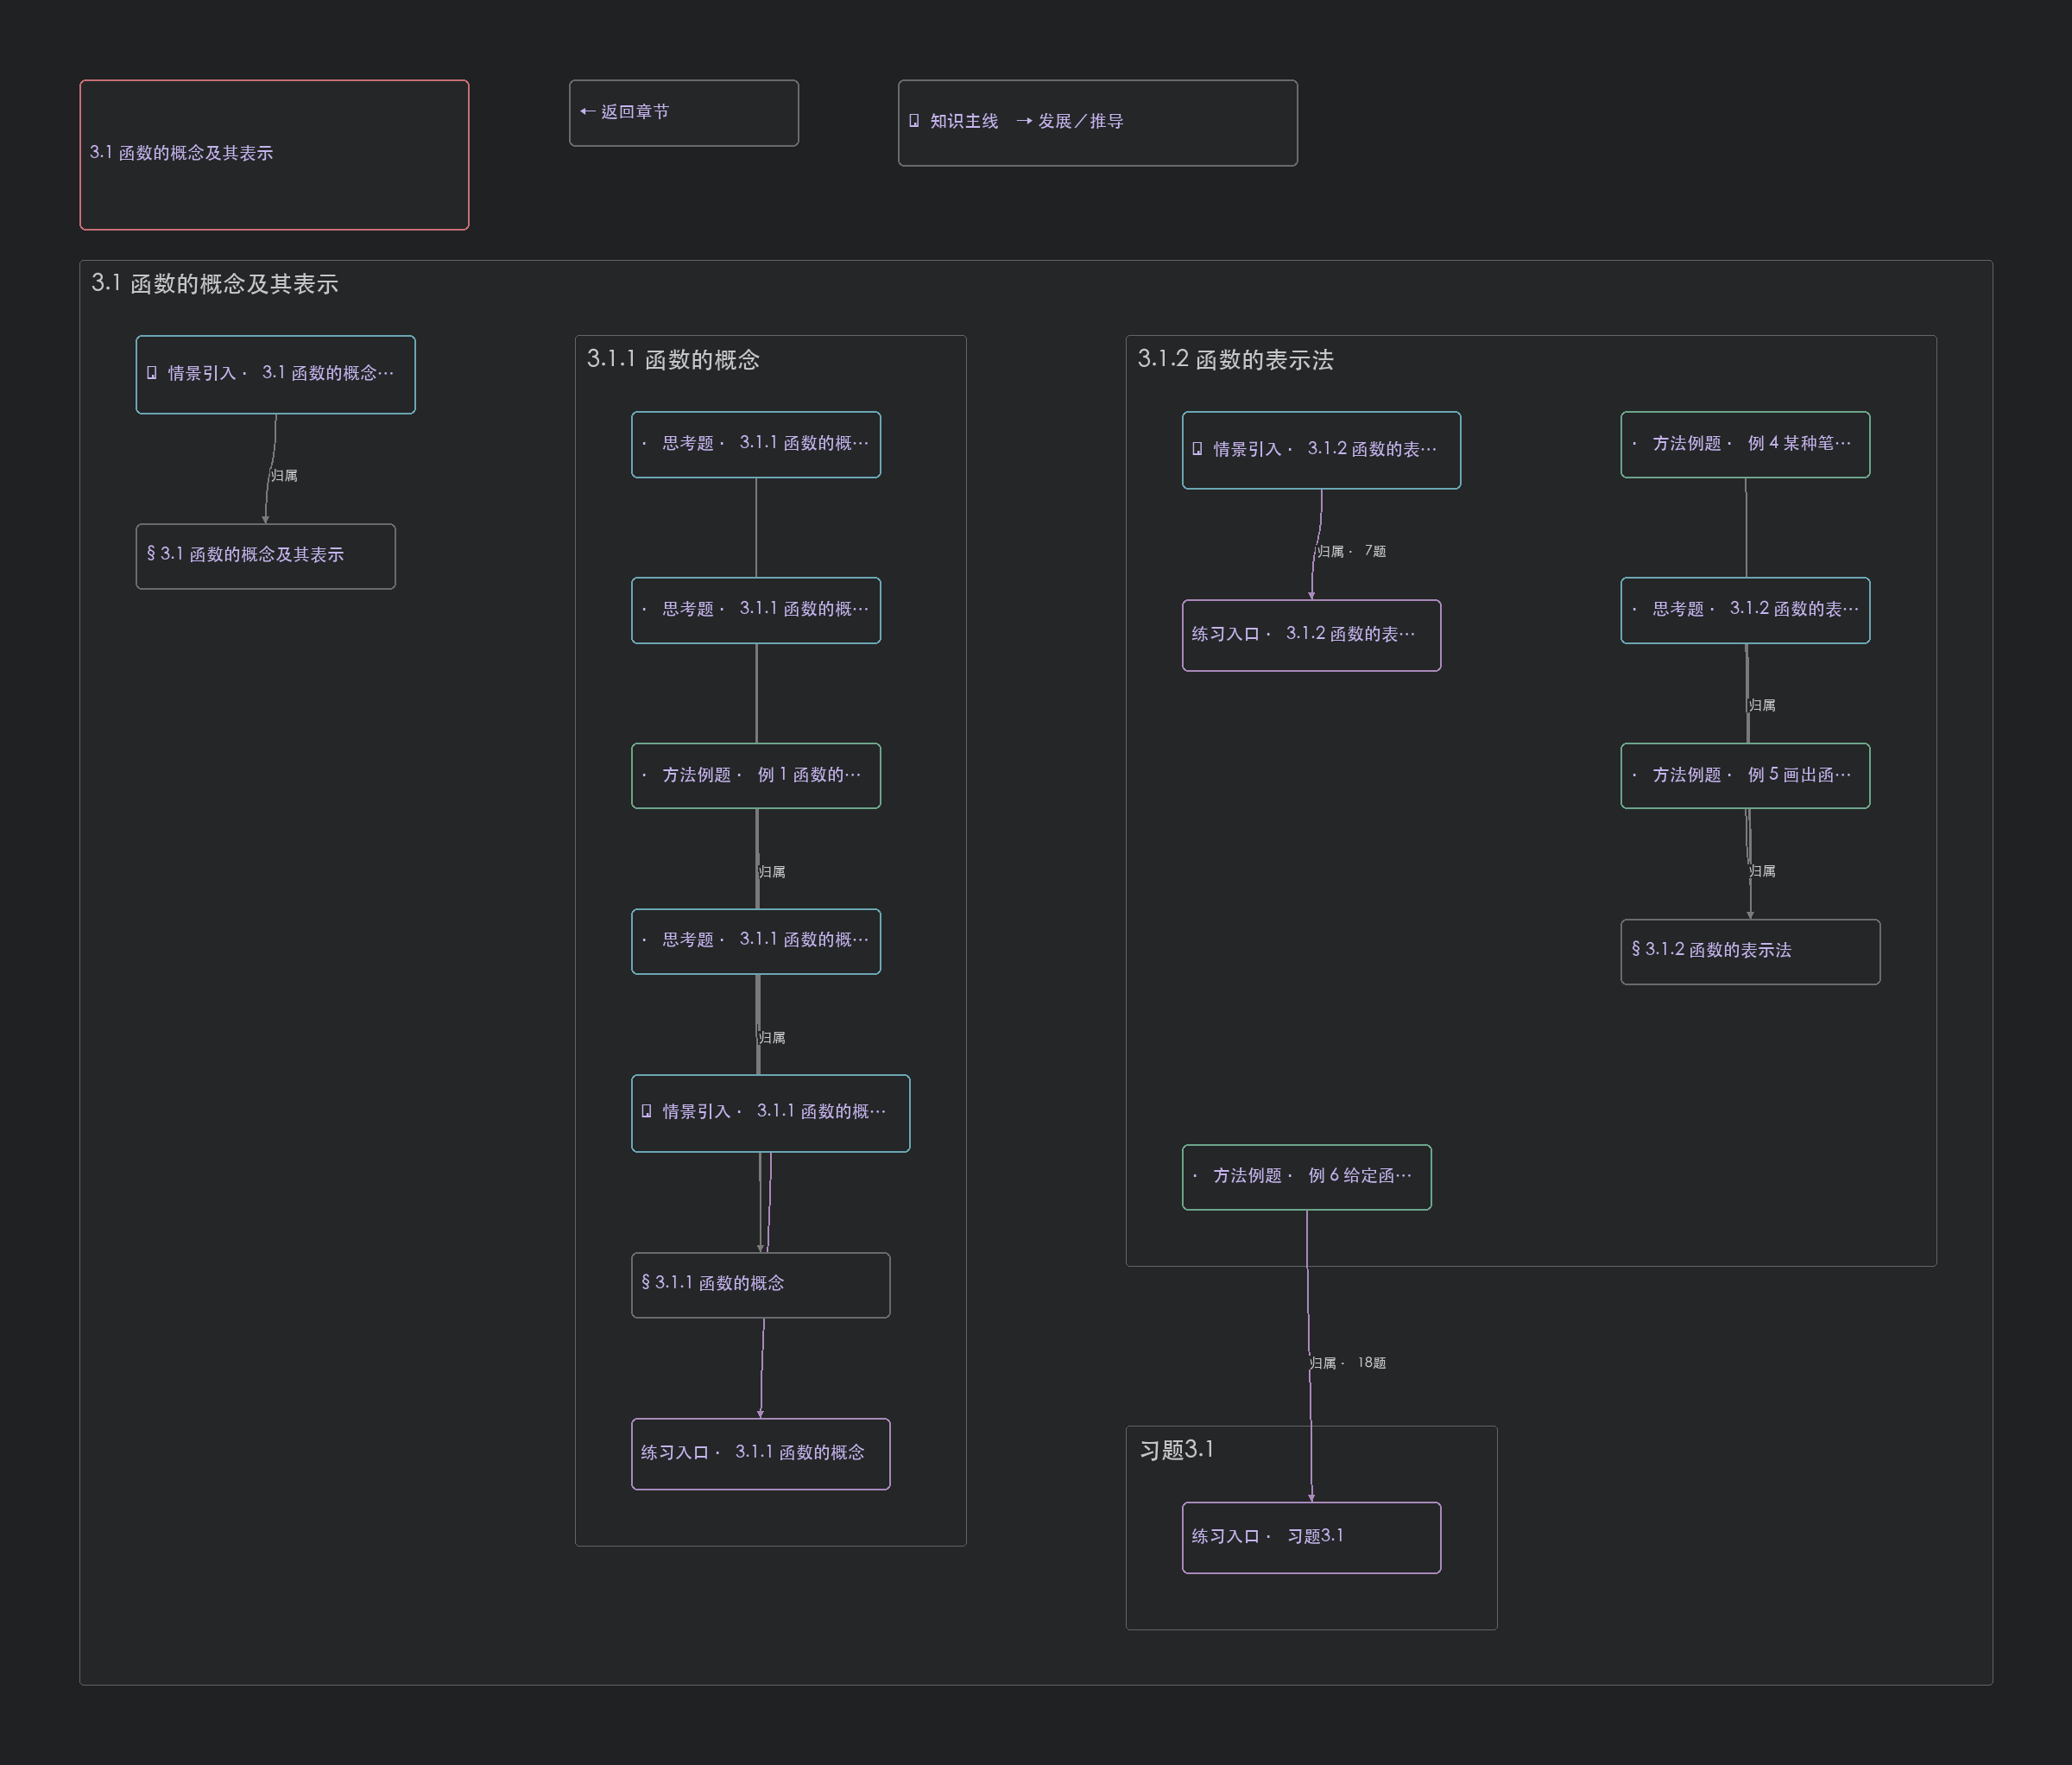 3.1 函数的概念及其表示
← 返回章节
知识主线 → 发展／推导
3.1 函数的概念及其表示
情景引入 · 3.1 函数的概念…
归属
§ 3.1 函数的概念及其表示
3.1.1 函数的概念
· 思考题 · 3.1.1 函数的概…
· 思考题 · 3.1.1 函数的概…
· 方法例题 · 例 1 函数的…
归属
· 思考题 · 3.1.1 函数的概…
归属
情景引入 · 3.1.1 函数的概…
§ 3.1.1 函数的概念
练习入口 · 3.1.1 函数的概念
3.1.2 函数的表示法
情景引入 · 3.1.2 函数的表…
归属 · 7题
练习入口 · 3.1.2 函数的表…
· 方法例题 · 例 4 某种笔…
· 思考题 · 3.1.2 函数的表…
归属
· 方法例题 · 例 5 画出函…
归属
§ 3.1.2 函数的表示法
· 方法例题 · 例 6 给定函…
归属 · 18题
习题3.1
练习入口 · 习题3.1